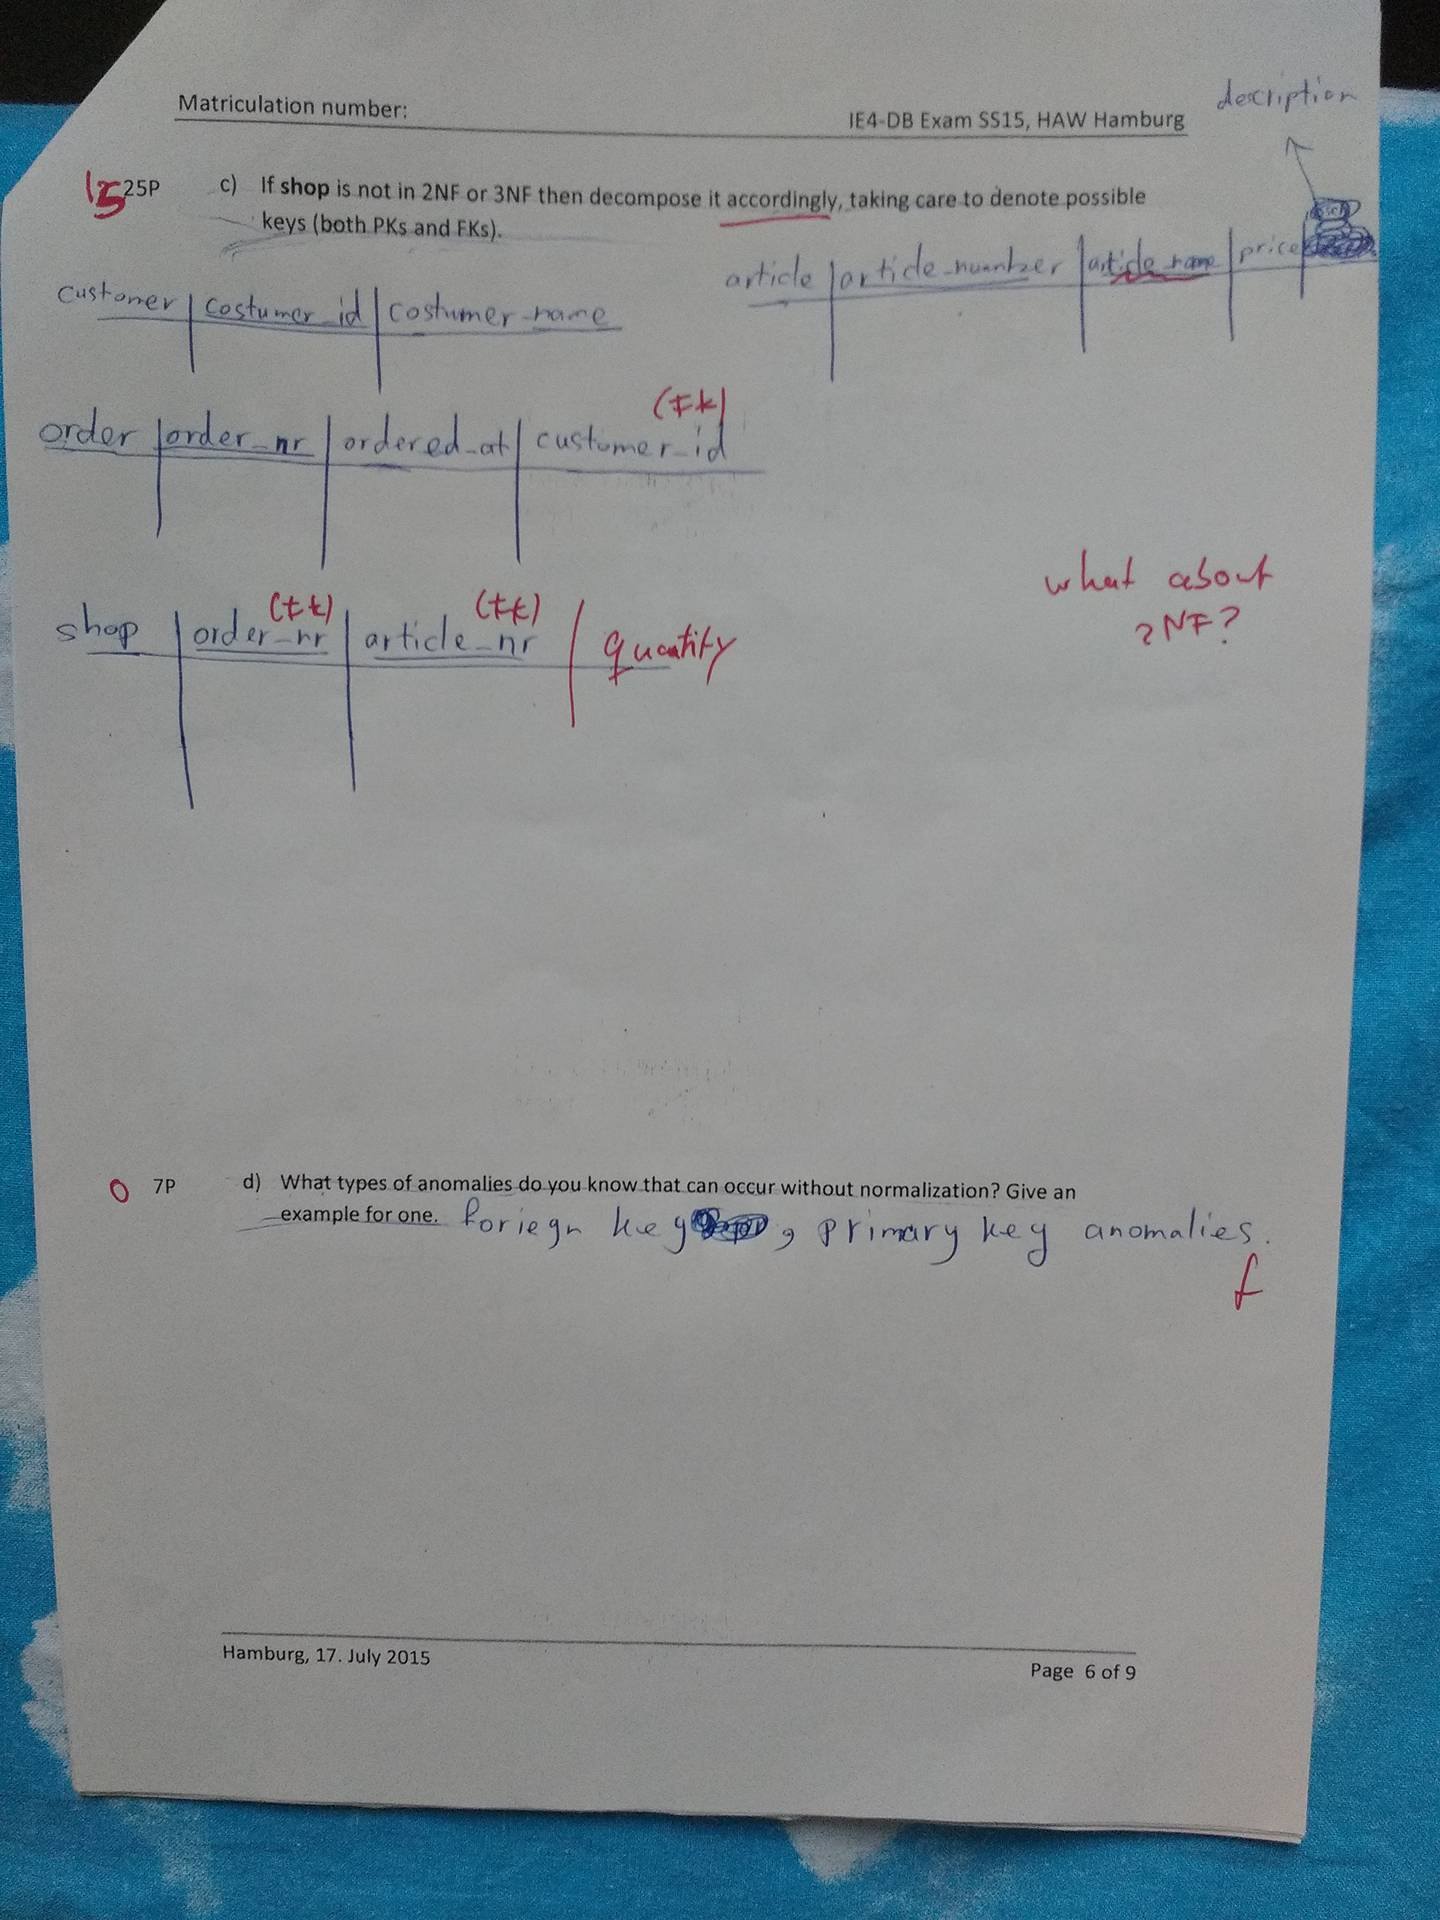 description
Matriculation number:
IE4-DB Exam SS15, HAW Hamburg
15 25P c) If shop is not in 2NF or 3NF then decompose it accordingly, taking care to denote possible
keys (both PKs and FKs).
article article_number article_name price
customer costumer_id costumer_name
(FK)
order order_nr ordered_at customer_id
what about
2NF?
(FK) (FK)
shop order_nr article_nr quantity
0 7P d) What types of anomalies do you know that can occur without normalization? Give an
example for one. foriegn key , primary key anomalies.
f
Hamburg, 17. July 2015
Page 6 of 9